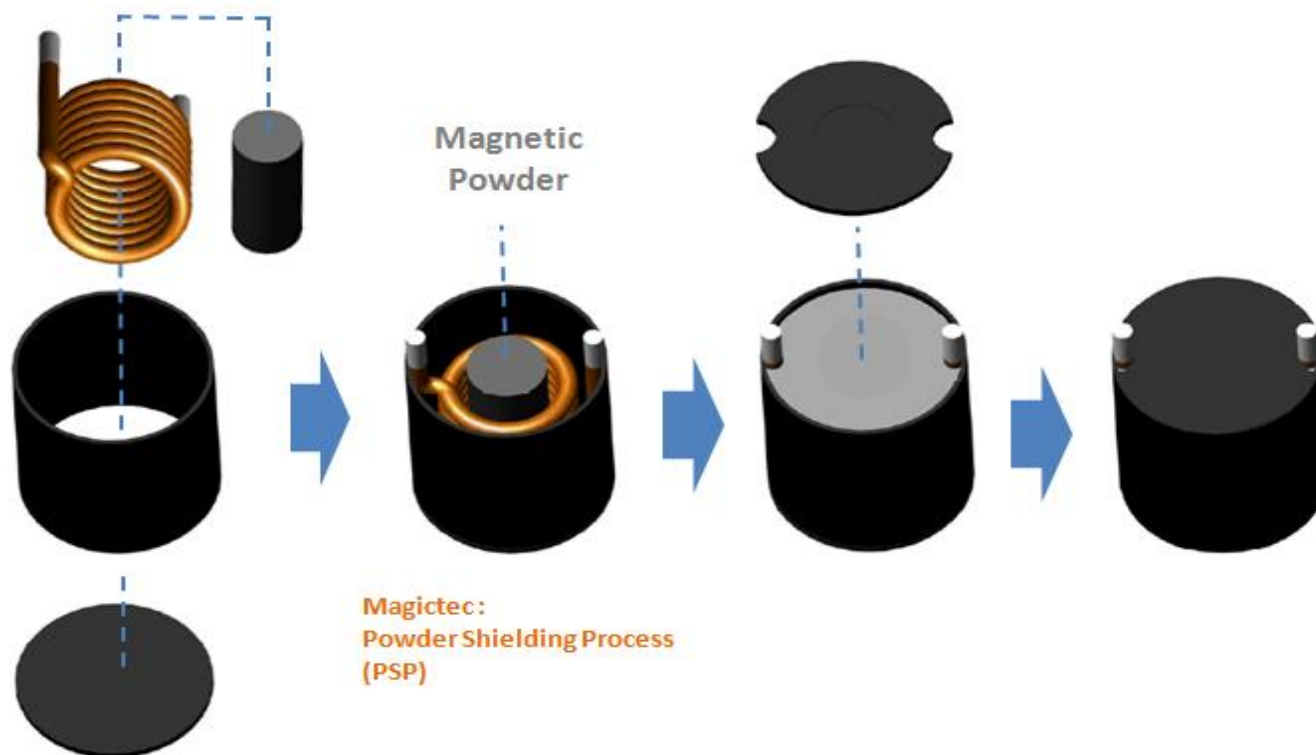 Magnetic
Powder
Magictec :
Powder Shielding Process
(PSP)